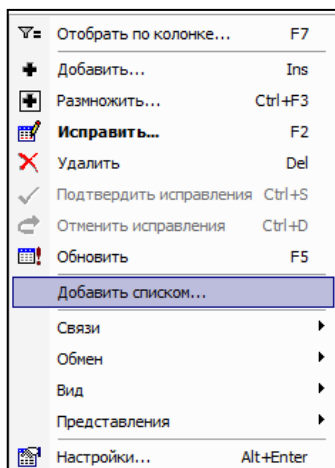 Отобрать по колонке... F7
Добавить... Ins
Размножить... Ctrl+F3
Исправить... F2
Удалить Del
Подтвердить исправления Ctrl+S
Отменить исправления Ctrl+D
Обновить F5
Добавить списком...
Связи
Обмен
Вид
Представления
Настройки... Alt+Enter